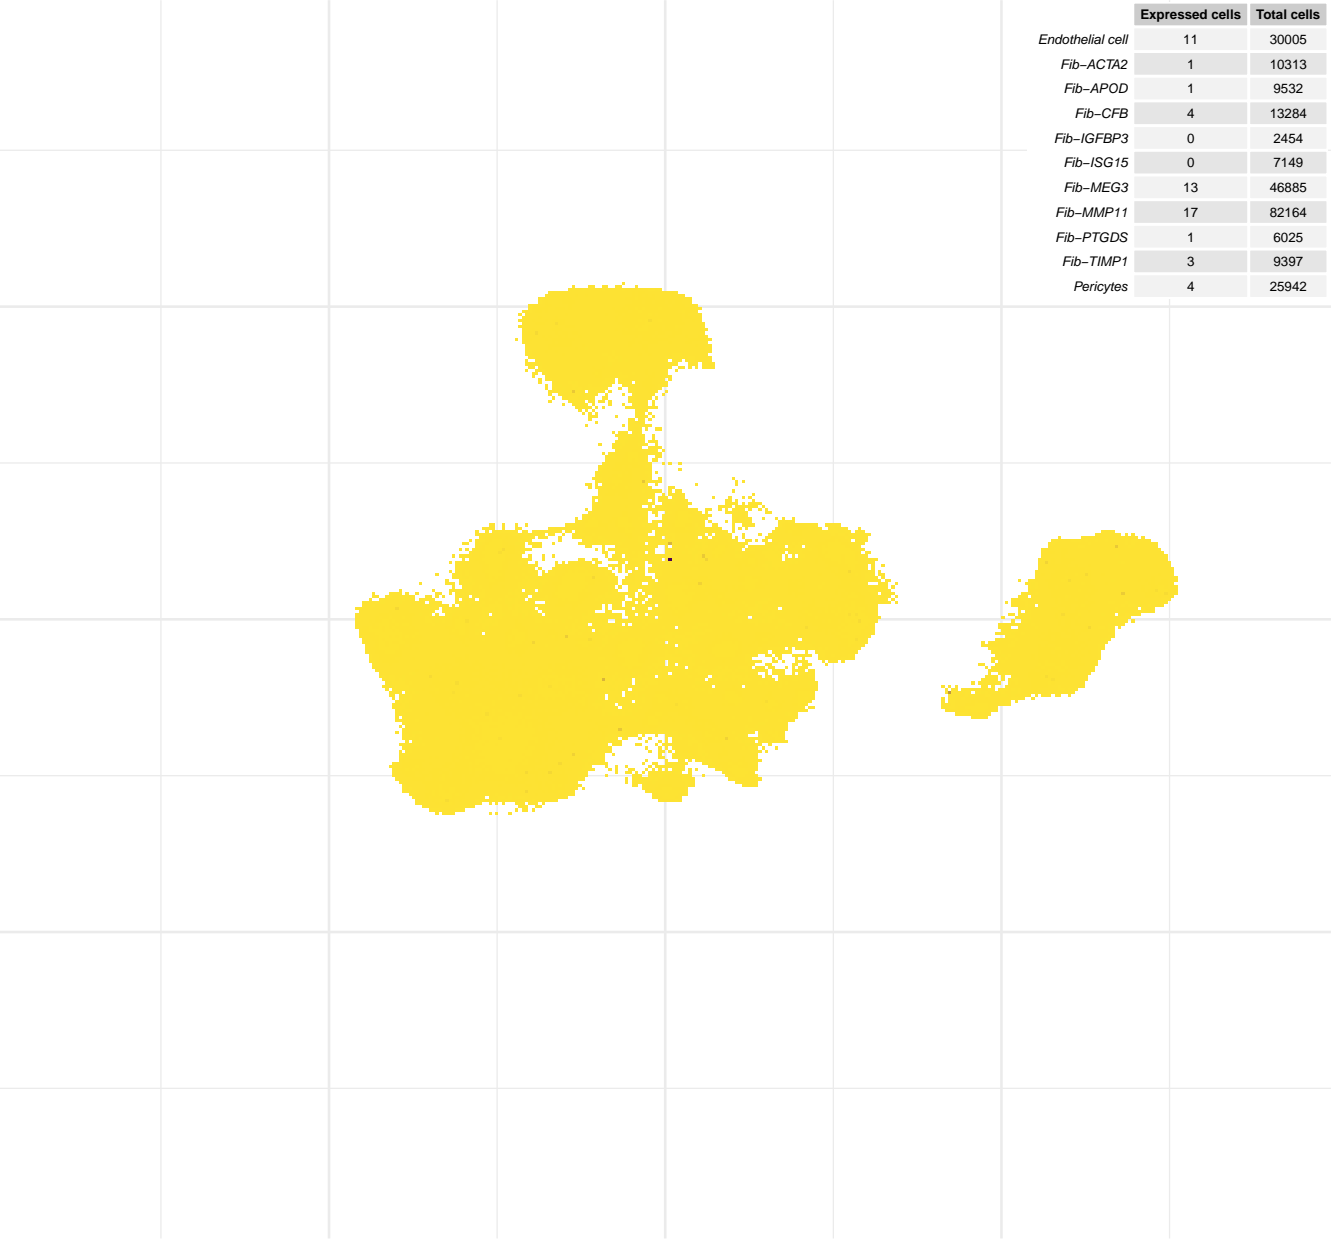 Expressed cells Total cells
Endothelial cell 11 30005
Fib−ACTA2 1 10313
Fib−APOD 1 9532
Fib−CFB 4 13284
Fib−IGFBP3 0 2454
Fib−ISG15 0 7149
Fib−MEG3 13 46885
Fib−MMP11 17 82164
Fib−PTGDS 1 6025
Fib−TIMP1 3 9397
Pericytes 4 25942